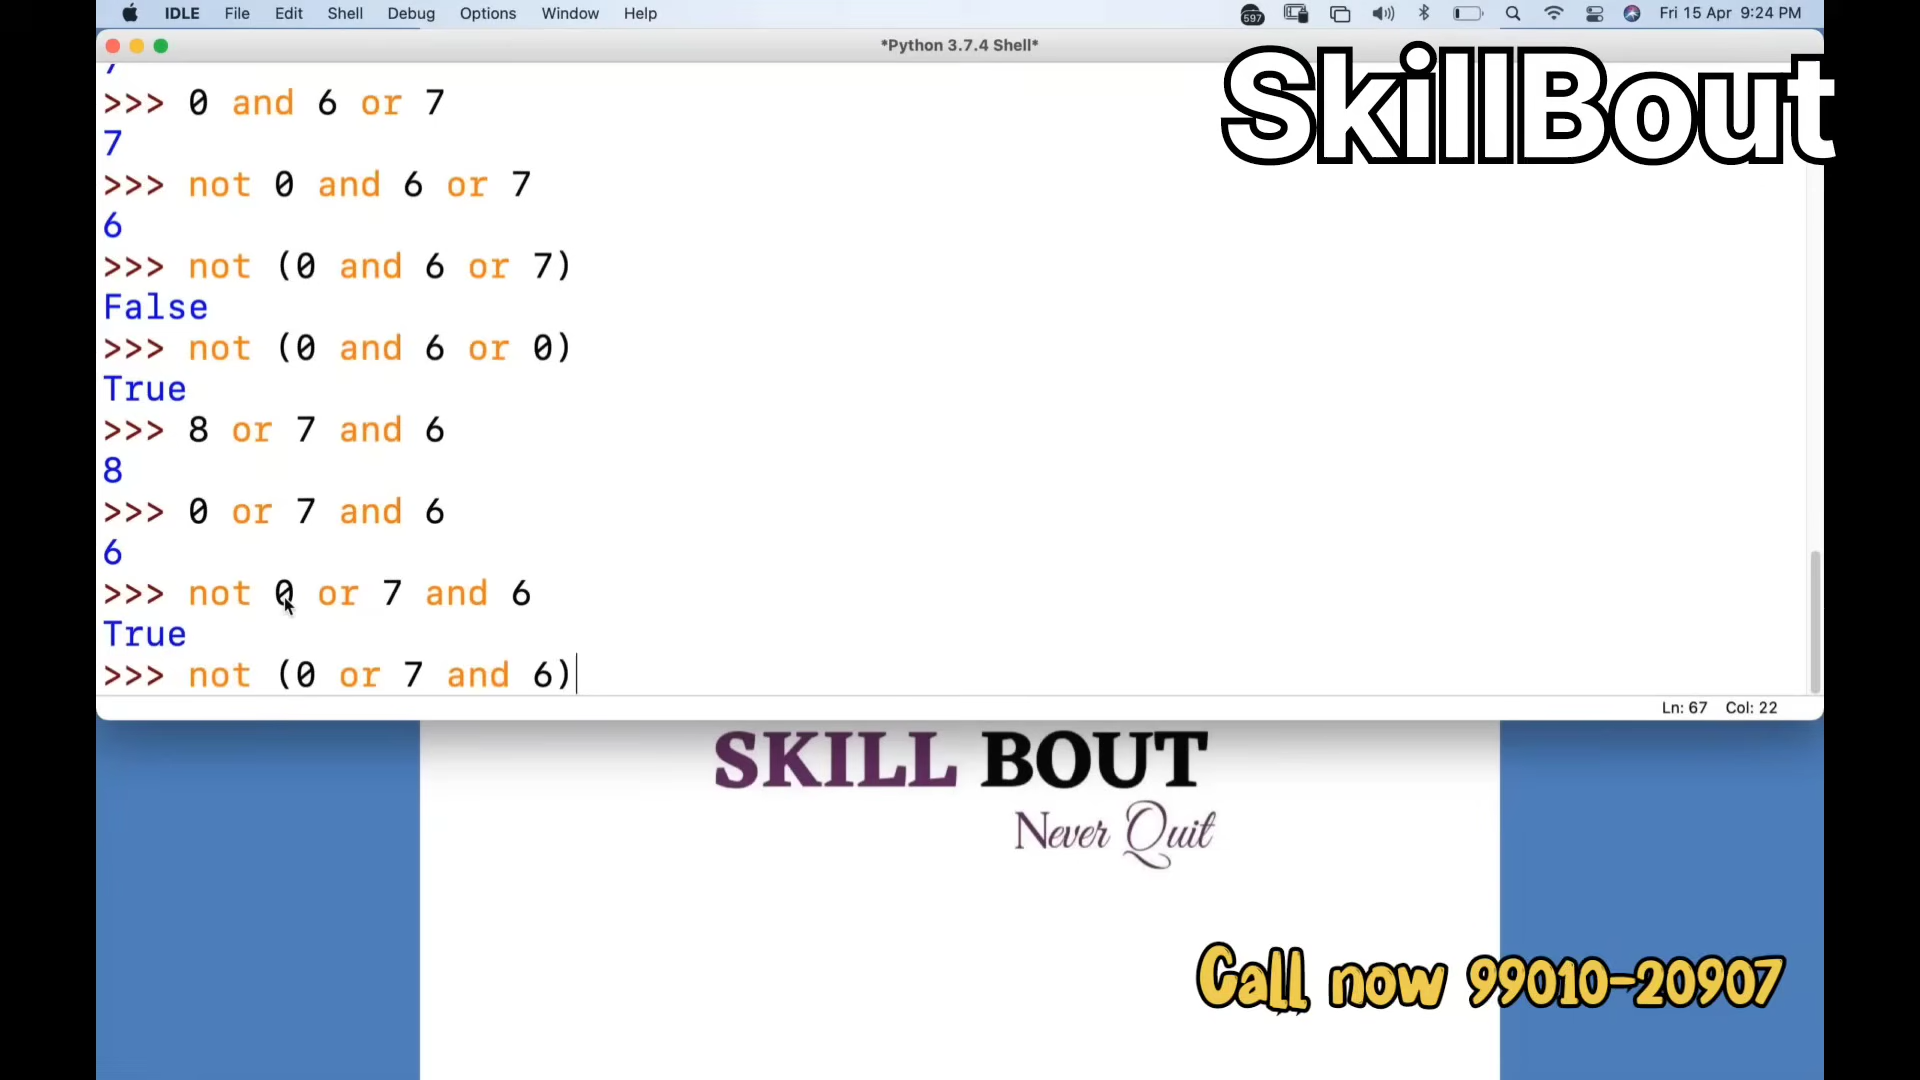 IDLE File Edit Shell Debug Options Window Help 597 Fri 15 Apr 9:24 PM
*Python 3.7.4 Shell*
SkillBout
7
>>> 0 and 6 or 7
7
>>> not 0 and 6 or 7
6
>>> not (0 and 6 or 7)
False
>>> not (0 and 6 or 0)
True
>>> 8 or 7 and 6
8
>>> 0 or 7 and 6
6
>>> not 0 or 7 and 6
True
>>> not (0 or 7 and 6)
Ln: 67 Col: 22
SKILL BOUT
Never Quit
Call now 99010-20907